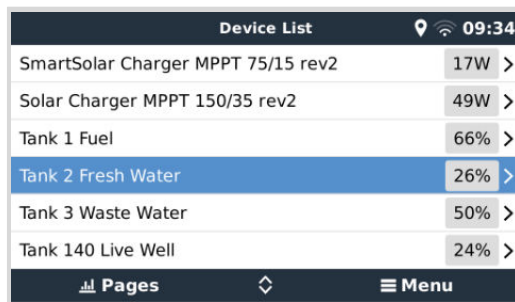 Device List 09:34
SmartSolar Charger MPPT 75/15 rev2 17W
Solar Charger MPPT 150/35 rev2 49W
Tank 1 Fuel 66%
Tank 2 Fresh Water 26%
Tank 3 Waste Water 50%
Tank 140 Live Well 24%
Pages Menu